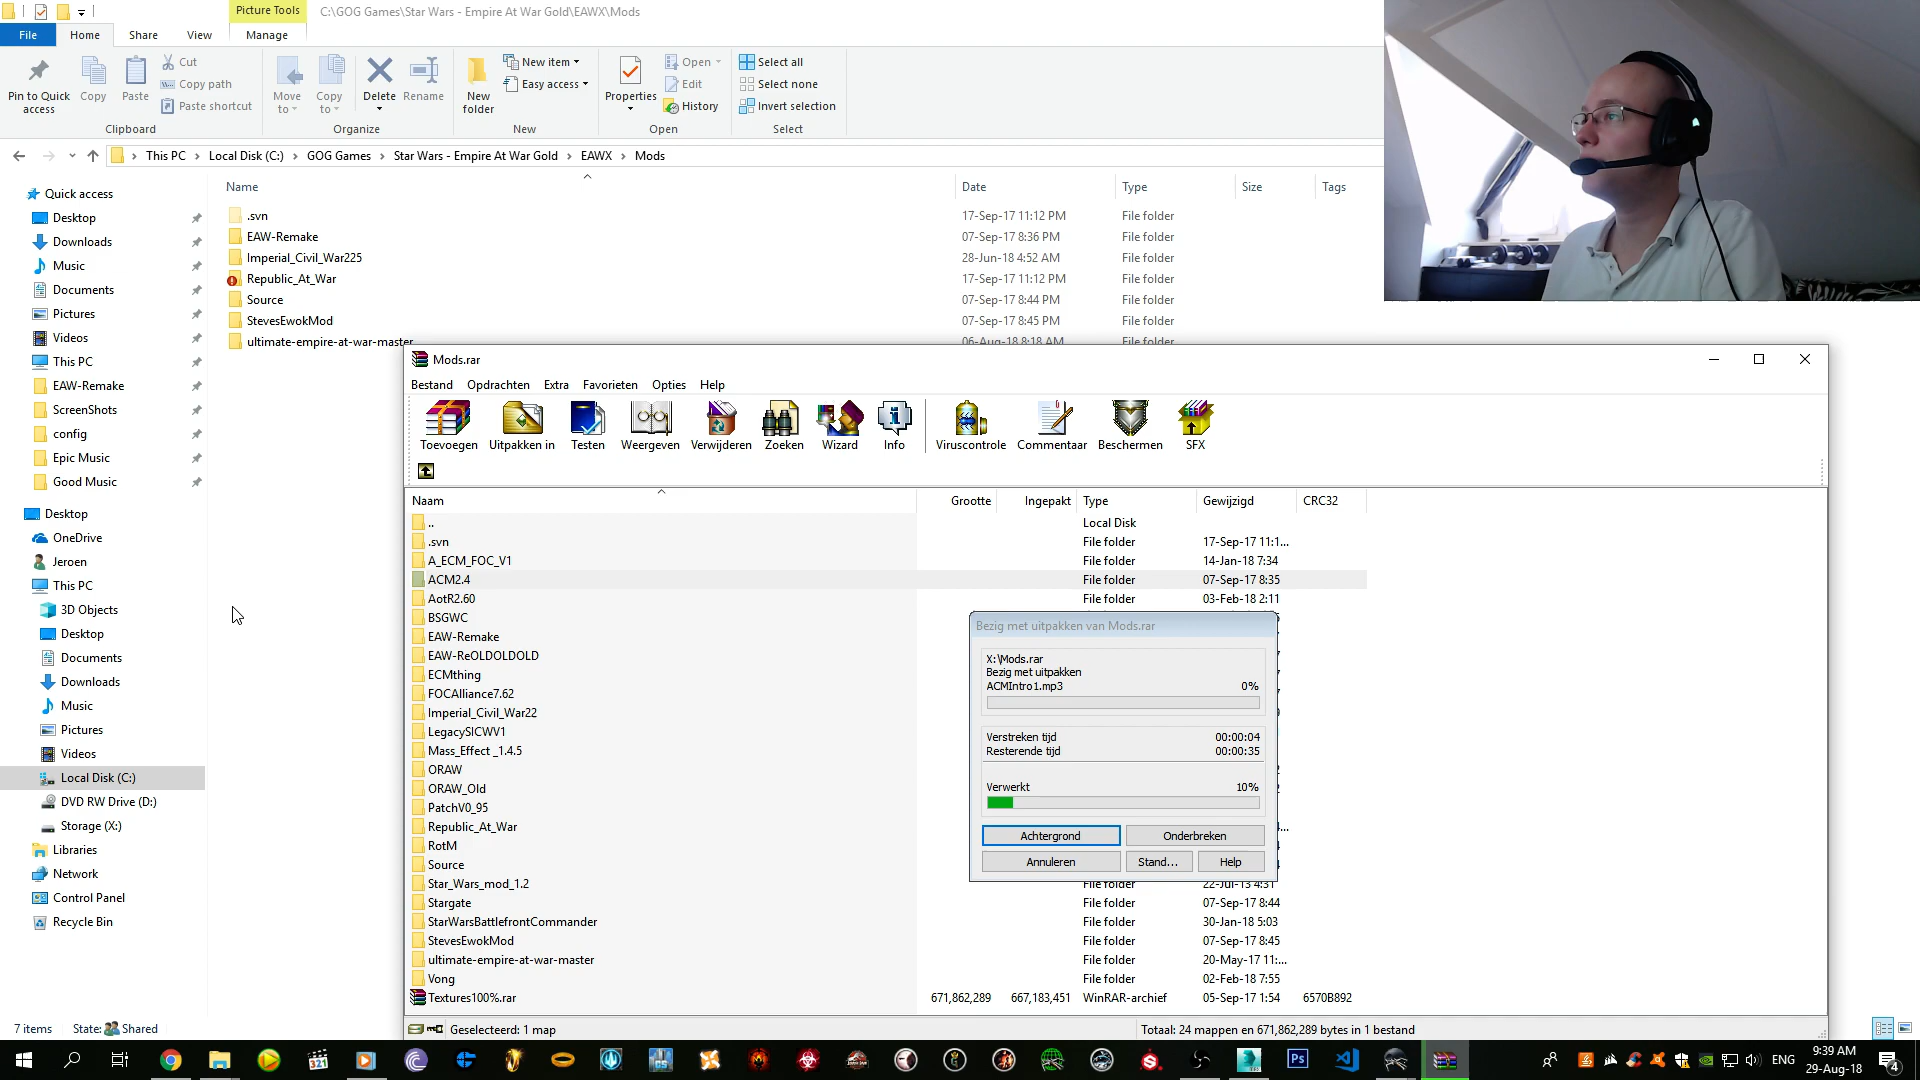 Picture Tools
C:\GOG Games\Star Wars - Empire At War Gold\EAWX\Mods
File
Home
Share
View
Manage
Pin to Quick access
Copy
Paste
Cut
Copy path
Paste shortcut
Move to
Copy to
Delete
Rename
New folder
New item
Easy access
Properties
Open
Edit
History
Select all
Select none
Invert selection
Clipboard
Organize
New
Open
Select
This PC > Local Disk (C:) > GOG Games > Star Wars - Empire At War Gold > EAWX > Mods
Name Date Type Size Tags
.svn 17-Sep-17 11:12 PM File folder
EAW-Remake 07-Sep-17 8:36 PM File folder
Imperial_Civil_War225 28-Jun-18 4:52 AM File folder
Republic_At_War 17-Sep-17 11:12 PM File folder
Source 07-Sep-17 8:44 PM File folder
StevesEwokMod 07-Sep-17 8:45 PM File folder
ultimate-empire-at-war-master 06-Aug-18 8:18 AM File folder
Quick access
Desktop
Downloads
Music
Documents
Pictures
Videos
This PC
EAW-Remake
ScreenShots
config
Epic Music
Good Music
Desktop
OneDrive
Jeroen
This PC
3D Objects
Desktop
Documents
Downloads
Music
Pictures
Videos
Local Disk (C:)
DVD RW Drive (D:)
Storage (X:)
Libraries
Network
Control Panel
Recycle Bin
7 items State: Shared
Mods.rar
Bestand Opdrachten Extra Favorieten Opties Help
Toevoegen Uitpakken in Testen Weergeven Verwijderen Zoeken Wizard Info Viruscontrole Commentaar Beschermen SFX
Naam Grootte Ingepakt Type Gewijzigd CRC32
.. Local Disk
.svn File folder 17-Sep-17 11:1...
A_ECM_FOC_V1 File folder 14-Jan-18 7:34
ACM2.4 File folder 07-Sep-17 8:35
AotR2.60 File folder 03-Feb-18 2:11
BSGWC
EAW-Remake
EAW-ReOLDOLDOLD
ECMthing
FOCAlliance7.62
Imperial_Civil_War22
LegacySICWV1
Mass_Effect _1.4.5
ORAW
ORAW_Old
PatchV0_95
Republic_At_War
RotM
Source
Star_Wars_mod_1.2 File folder 22-Jul-13 4:31
Stargate File folder 07-Sep-17 8:44
StarWarsBattlefrontCommander File folder 30-Jan-18 5:03
StevesEwokMod File folder 07-Sep-17 8:45
ultimate-empire-at-war-master File folder 20-May-17 11:...
Vong File folder 02-Feb-18 7:55
Textures100%.rar 671,862,289 667,183,451 WinRAR-archief 05-Sep-17 1:54 6570B892
Geselecteerd: 1 map
Totaal: 24 mappen en 671,862,289 bytes in 1 bestand
Bezig met uitpakken van Mods.rar
X:\Mods.rar
Bezig met uitpakken
ACMIntro1.mp3 0%
Verstreken tijd 00:00:04
Resterende tijd 00:00:35
Verwerkt 10%
Achtergrond
Onderbreken
Annuleren
Stand...
Help
321
Ps
ENG
9:39 AM
29-Aug-18
4